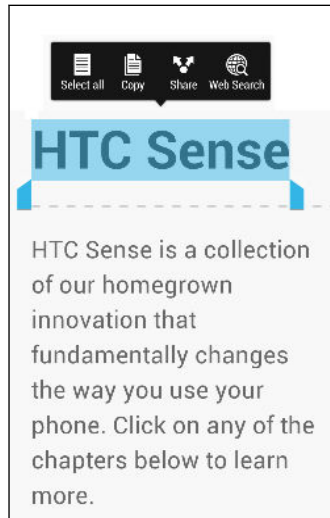 Select all Copy Share Web Search
HTC Sense
HTC Sense is a collection
of our homegrown
innovation that
fundamentally changes
the way you use your
phone. Click on any of the
chapters below to learn
more.